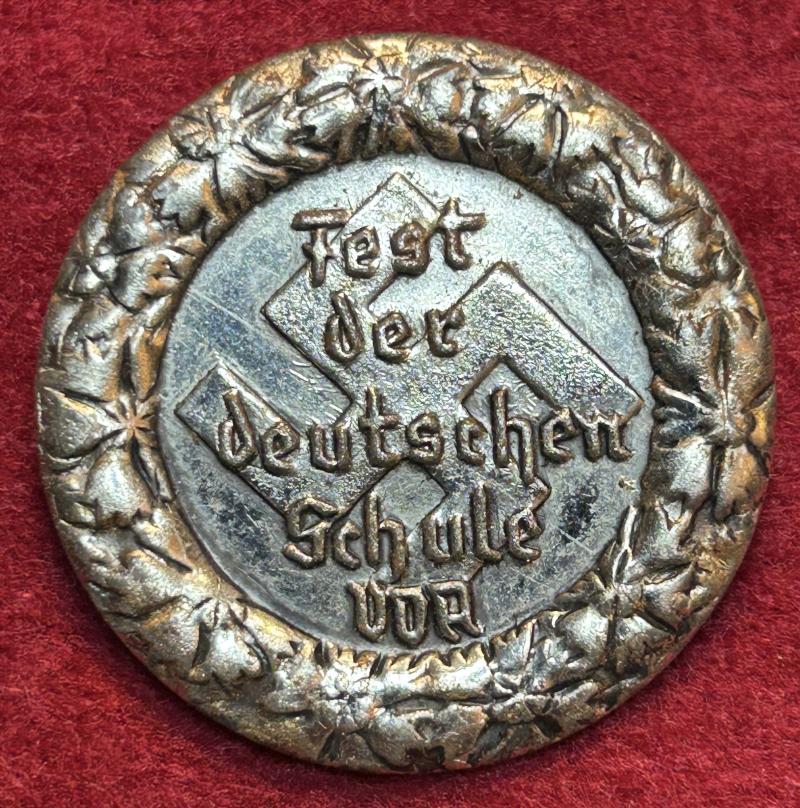 Fest
der
deutschen
Schule
VDA